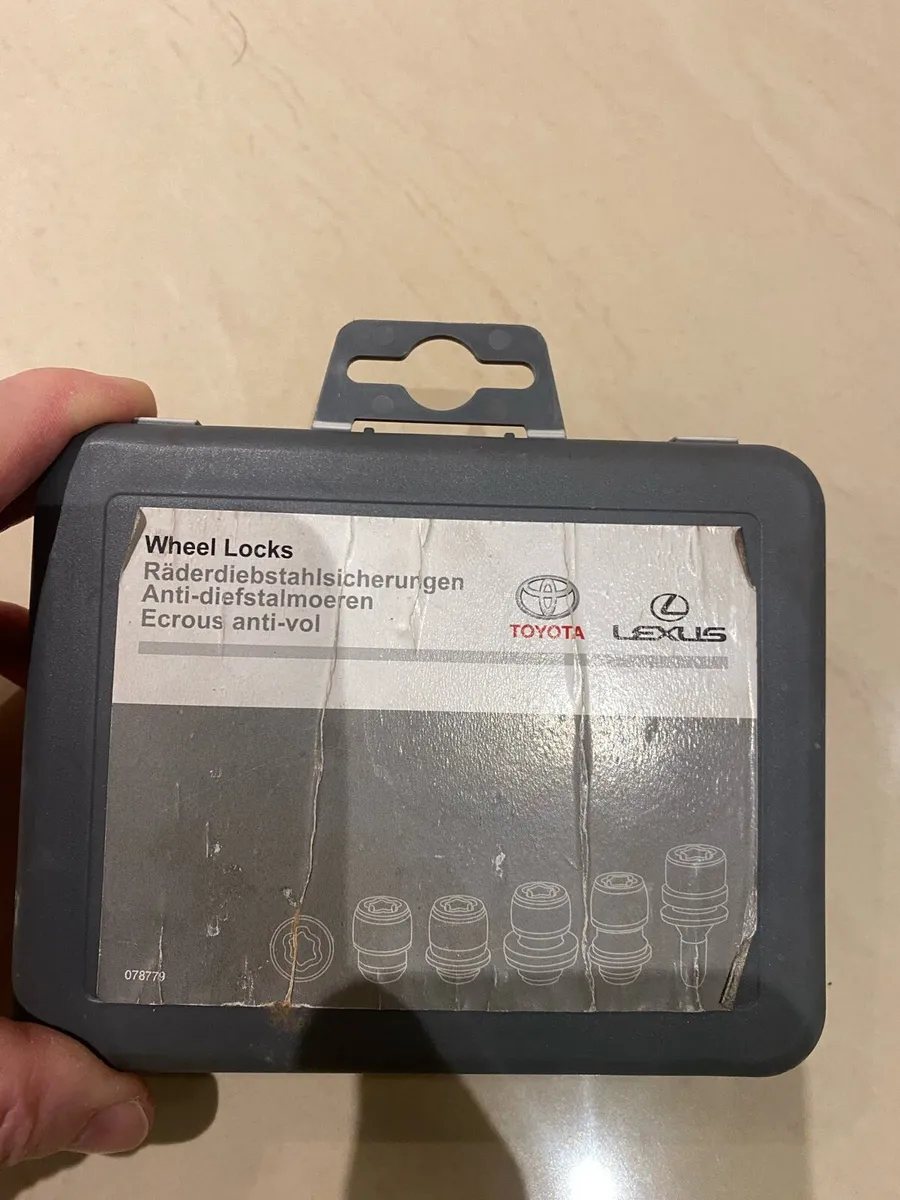 Wheel Locks
Räderdiebstahlsicherungen
Anti-diefstalmoeren
Ecrous anti-vol
TOYOTA
LEXUS
078779